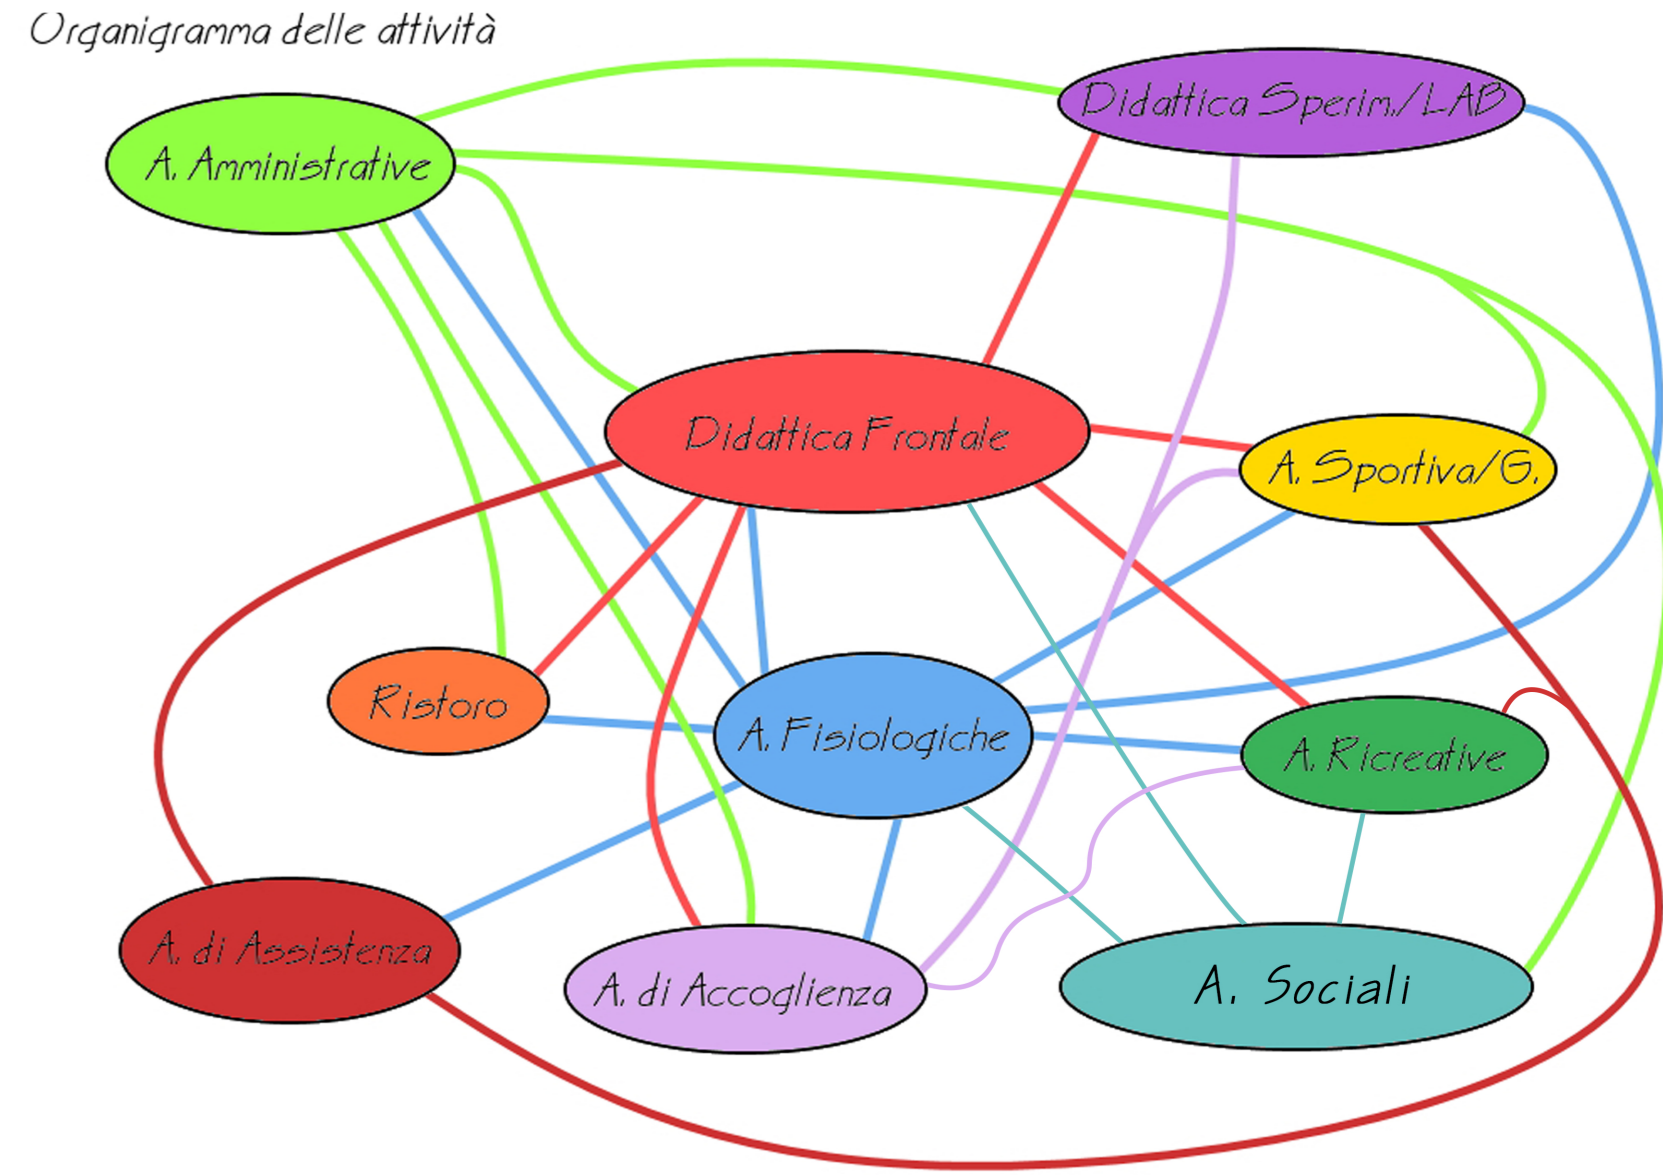 Organigramma delle attività
Didattica Sperim./LAB
A. Amministrative
Didattica Frontale
A. Sportiva/G.
Ristoro
A. Fisiologiche
A. Ricreative
A. di Assistenza
A. di Accoglienza
A. Sociali